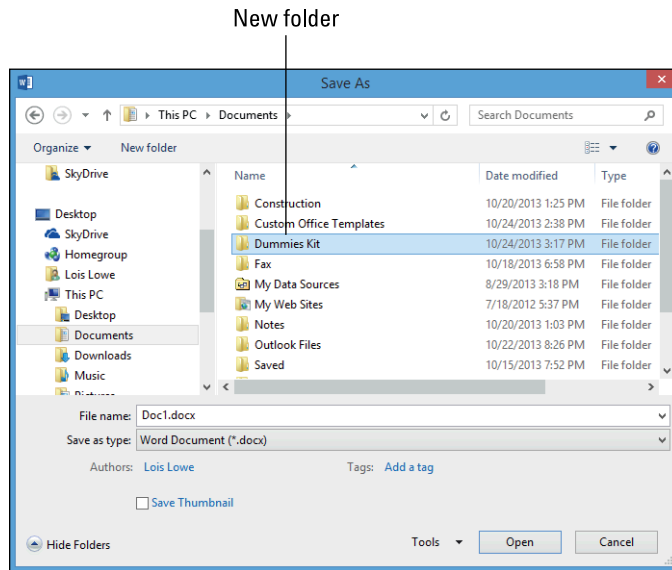 New folder
Save As
This PC Documents Search Documents
Organize New folder
SkyDrive
Desktop
SkyDrive
Homegroup
Lois Lowe
This PC
Desktop
Documents
Downloads
Music
Pictures
Name Date modified Type
Construction 10/20/2013 1:25 PM File folder
Custom Office Templates 10/24/2013 2:38 PM File folder
Dummies Kit 10/24/2013 3:17 PM File folder
Fax 10/18/2013 6:58 PM File folder
My Data Sources 8/29/2013 3:18 PM File folder
My Web Sites 7/18/2012 5:37 PM File folder
Notes 10/20/2013 1:03 PM File folder
Outlook Files 10/22/2013 8:26 PM File folder
Saved 10/15/2013 7:52 PM File folder
File name: Doc1.docx
Save as type: Word Document (*.docx)
Authors: Lois Lowe Tags: Add a tag
Save Thumbnail
Hide Folders Tools Open Cancel